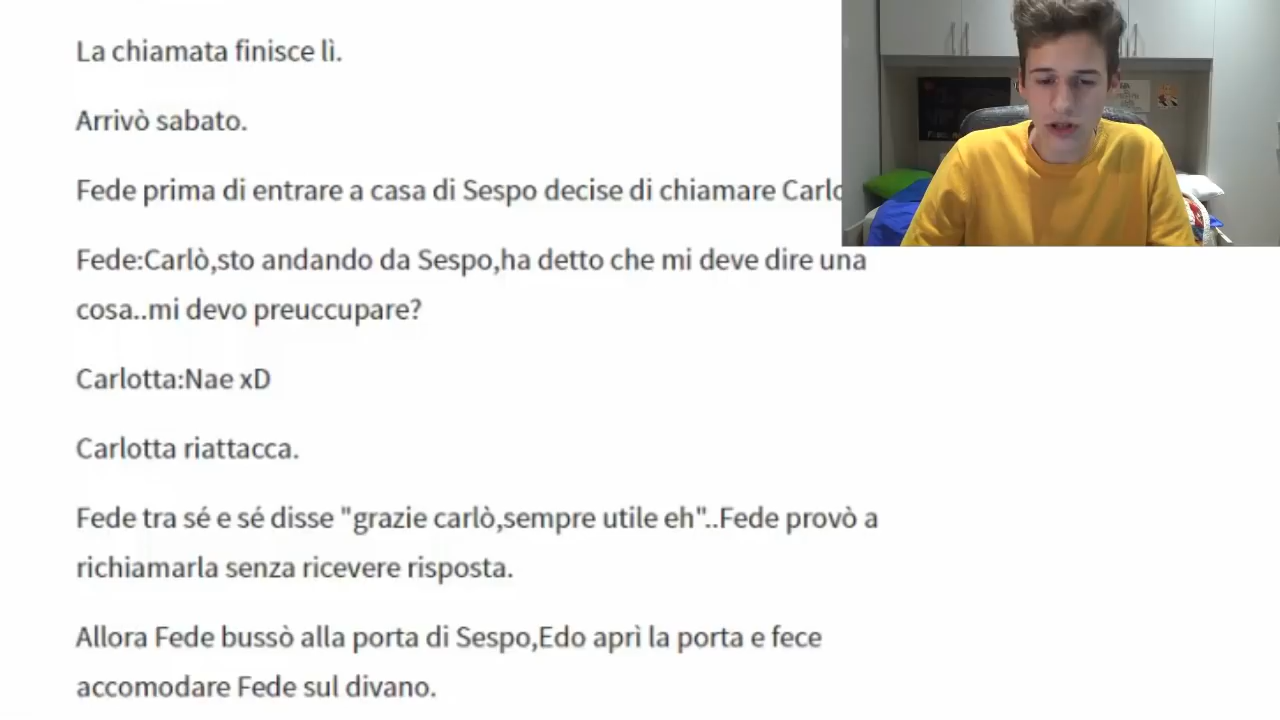 La chiamata finisce lì.
Arrivò sabato.
Fede prima di entrare a casa di Sespo decise di chiamare
Fede:Carlò,sto andando da Sespo,ha detto che mi deve dire una
cosa..mi devo preuccupare?
Carlotta:Nae xD
Carlotta riattacca.
Fede tra sé e sé disse "grazie carlò,sempre utile eh"..Fede provò a
richiamarla senza ricevere risposta.
Allora Fede bussò alla porta di Sespo,Edo aprì la porta e fece
accomodare Fede sul divano.